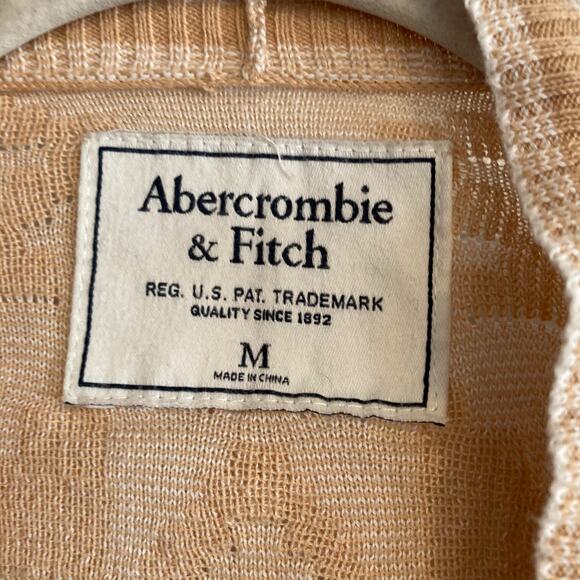 Abercrombie
& Fitch
REG. U.S. PAT. TRADEMARK
QUALITY SINCE 1892
M
MADE IN CHINA